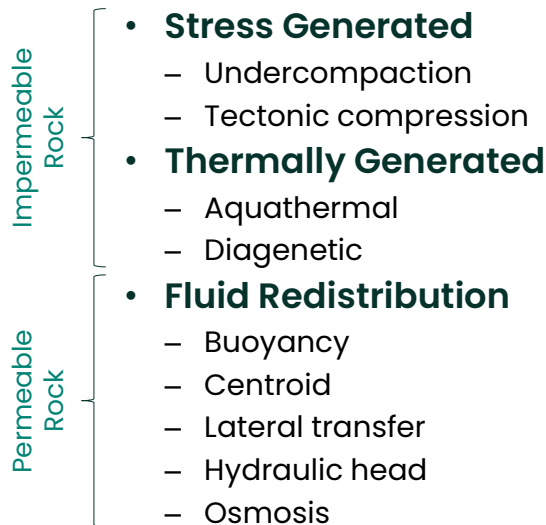 Impermeable
Rock
• Stress Generated
– Undercompaction
– Tectonic compression
• Thermally Generated
– Aquathermal
– Diagenetic
Permeable
Rock
• Fluid Redistribution
– Buoyancy
– Centroid
– Lateral transfer
– Hydraulic head
– Osmosis